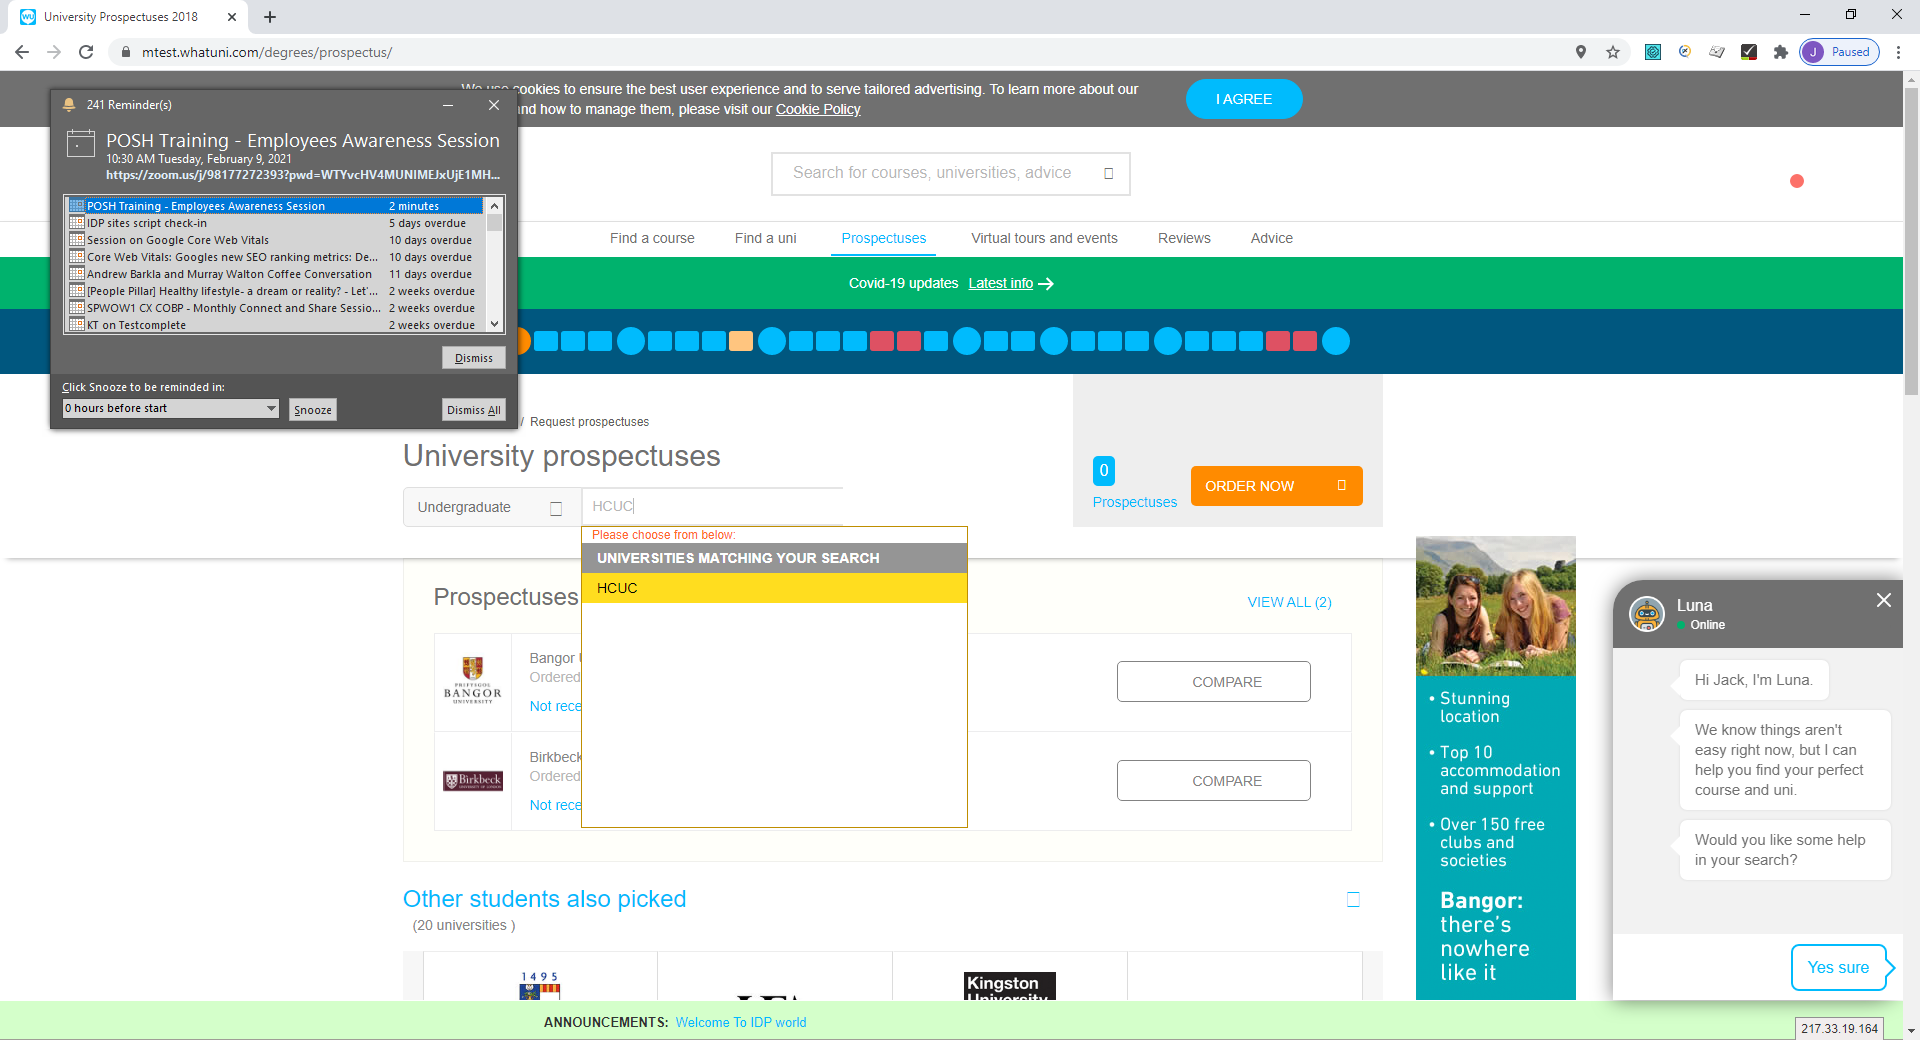 University Prospectuses 2018
mtest.whatuni.com/degrees/prospectus/
J Paused
We use cookies to ensure the best user experience and to serve tailored advertising. To learn more about our
and how to manage them, please visit our Cookie Policy
I AGREE
241 Reminder(s)
POSH Training - Employees Awareness Session
10:30 AM Tuesday, February 9, 2021
https://zoom.us/j/98177272393?pwd=WTYvcHV4MUNIMEJxUjE1MH...
POSH Training - Employees Awareness Session 2 minutes
IDP sites script check-in 5 days overdue
Session on Google Core Web Vitals 10 days overdue
Core Web Vitals: Googles new SEO ranking metrics: De... 10 days overdue
Andrew Barkla and Murray Walton Coffee Conversation 11 days overdue
[People Pillar] Healthy lifestyle- a dream or reality? - Let'... 2 weeks overdue
SPWOW1 CX COBP - Monthly Connect and Share Sessio... 2 weeks overdue
KT on Testcomplete 2 weeks overdue
Dismiss
Click Snooze to be reminded in:
0 hours before start
Snooze
Dismiss All
Search for courses, universities, advice
Find a course Find a uni Prospectuses Virtual tours and events Reviews Advice
Covid-19 updates Latest info
/ Request prospectuses
University prospectuses
Undergraduate
HCUC
Please choose from below:
UNIVERSITIES MATCHING YOUR SEARCH
HCUC
0
Prospectuses
ORDER NOW
Prospectuses
VIEW ALL (2)
PRIFYSGOL
BANGOR
UNIVERSITY
Bangor
Ordered
Not rece
COMPARE
Birkbeck
UNIVERSITY OF LONDON
Birkbeck
Ordered
Not rece
COMPARE
Other students also picked
(20 universities )
1495
Kingston
University
• Stunning
location
• Top 10
accommodation
and support
• Over 150 free
clubs and
societies
Bangor:
there's
nowhere
like it
Luna
Online
Hi Jack, I'm Luna.
We know things aren't
easy right now, but I can
help you find your perfect
course and uni.
Would you like some help
in your search?
Yes sure
ANNOUNCEMENTS: Welcome To IDP world
217.33.19.164